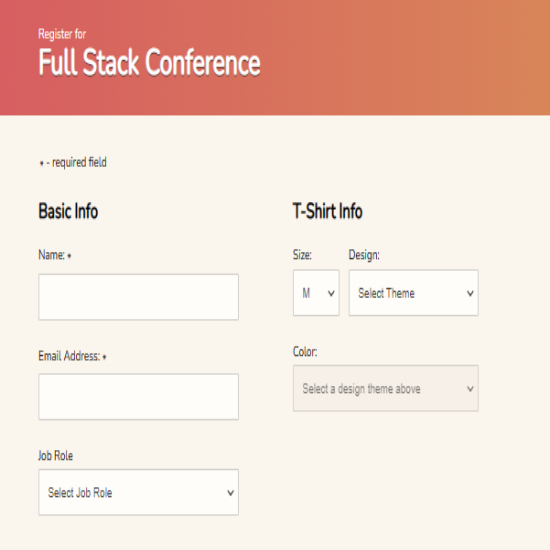 Register for
Full Stack Conference
* - required field
Basic Info
Name: *
Email Address: *
Job Role
Select Job Role
T-Shirt Info
Size:
Design:
M
Select Theme
Color:
Select a design theme above